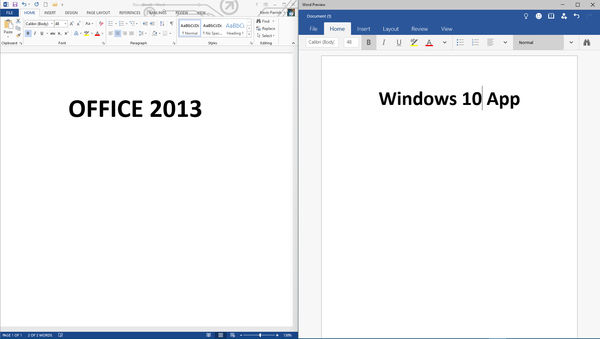 FILE HOME INSERT DESIGN PAGE LAYOUT REFERENCES MAILINGS REVIEW VIEW
Calibri (Body) 48
Paste
Find
Replace
Select
AaBbCcDc AaBbCcDc AaBbCc
¶ Normal ¶ No Spac... Heading 1
Clipboard Font Paragraph Styles Editing
OFFICE 2013
PAGE 1 OF 1 2 OF 2 WORDS
Word Preview
Document (1)
File Home Insert Layout Review View
Calibri (Body) 48 B I U A Normal
Windows 10 App